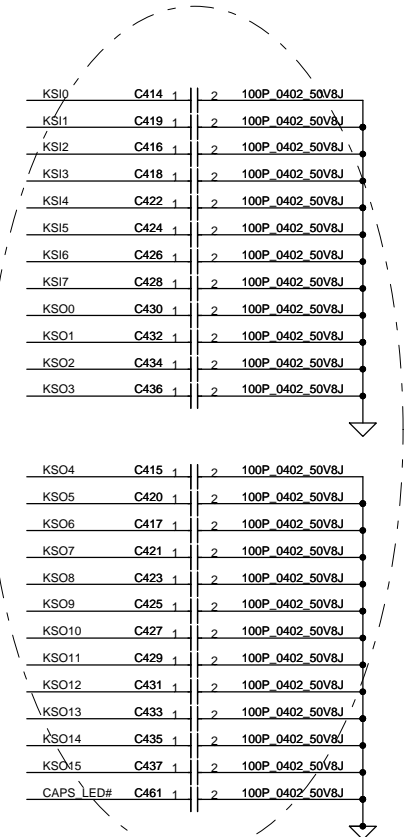 KSI0 C414 1 2 100P_0402_50V8J
KSI1 C419 1 2 100P_0402_50V8J
KSI2 C416 1 2 100P_0402_50V8J
KSI3 C418 1 2 100P_0402_50V8J
KSI4 C422 1 2 100P_0402_50V8J
KSI5 C424 1 2 100P_0402_50V8J
KSI6 C426 1 2 100P_0402_50V8J
KSI7 C428 1 2 100P_0402_50V8J
KSO0 C430 1 2 100P_0402_50V8J
KSO1 C432 1 2 100P_0402_50V8J
KSO2 C434 1 2 100P_0402_50V8J
KSO3 C436 1 2 100P_0402_50V8J
KSO4 C415 1 2 100P_0402_50V8J
KSO5 C420 1 2 100P_0402_50V8J
KSO6 C417 1 2 100P_0402_50V8J
KSO7 C421 1 2 100P_0402_50V8J
KSO8 C423 1 2 100P_0402_50V8J
KSO9 C425 1 2 100P_0402_50V8J
KSO10 C427 1 2 100P_0402_50V8J
KSO11 C429 1 2 100P_0402_50V8J
KSO12 C431 1 2 100P_0402_50V8J
KSO13 C433 1 2 100P_0402_50V8J
KSO14 C435 1 2 100P_0402_50V8J
KSO15 C437 1 2 100P_0402_50V8J
CAPS_LED# C461 1 2 100P_0402_50V8J